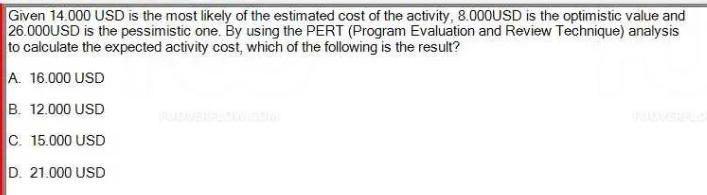 Given 14.000 USD is the most likely of the estimated cost of the activity, 8.000USD is the optimistic value and
26.000USD is the pessimistic one. By using the PERT (Program Evaluation and Review Technique) analysis
to calculate the expected activity cost, which of the following is the result?
A. 16.000 USD
B. 12.000 USD
C. 15.000 USD
D. 21.000 USD